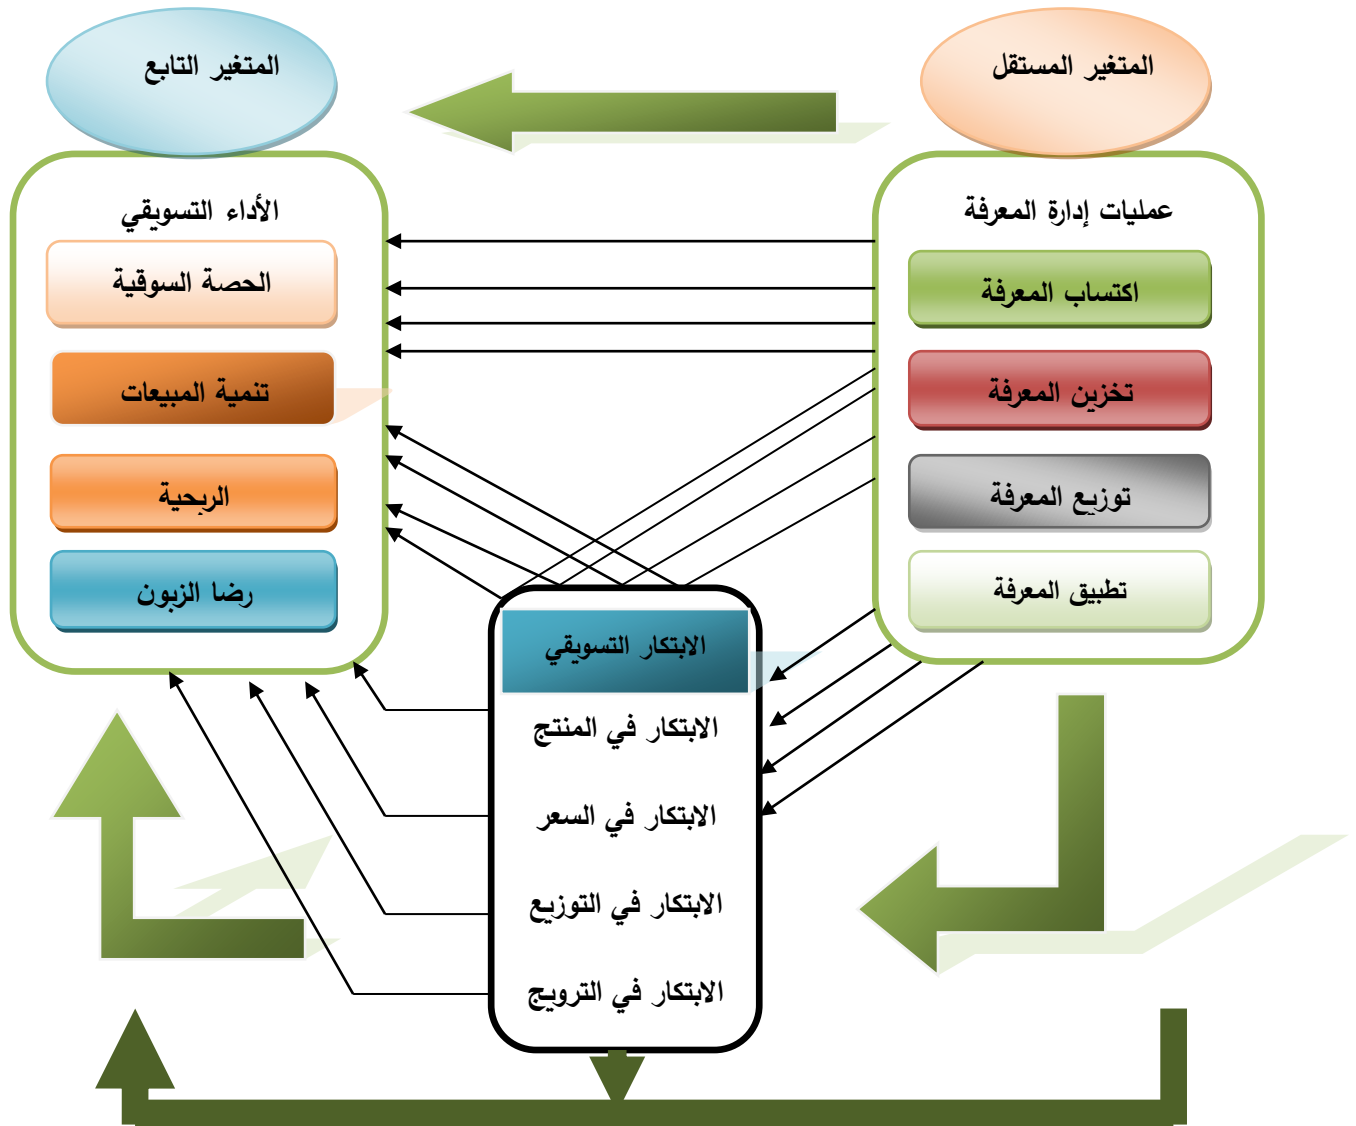 المتغير المستقل
المتغير التابع
عمليات إدارة المعرفة
اكتساب المعرفة
تخزين المعرفة
توزيع المعرفة
تطبيق المعرفة
الأداء التسويقي
الحصة السوقية
تنمية المبيعات
الربحية
رضا الزبون
الابتكار التسويقي
الابتكار في المنتج
الابتكار في السعر
الابتكار في التوزيع
الابتكار في الترويج